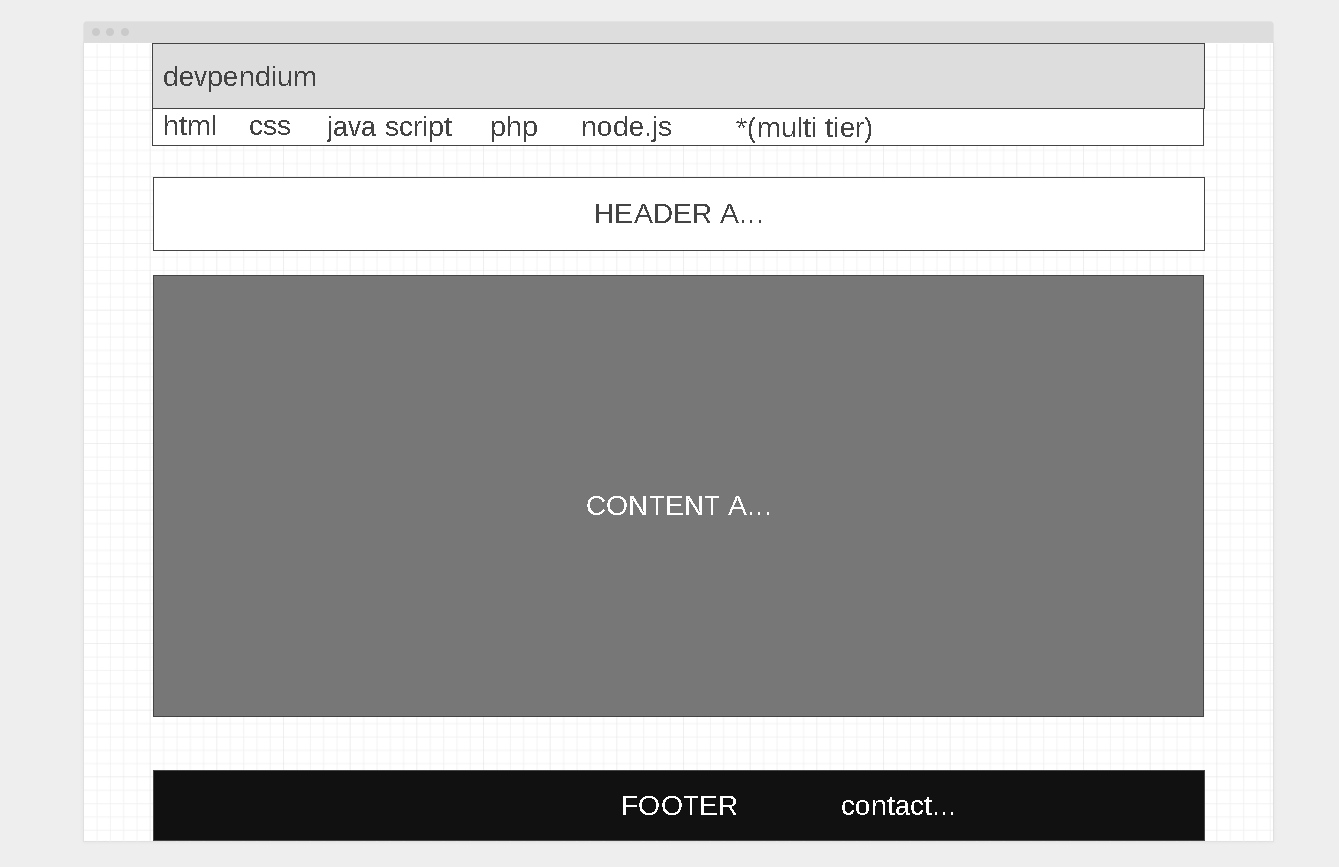 devpendium
html css java script php node.js *(multi tier)
HEADER A...
CONTENT A...
FOOTER contact...